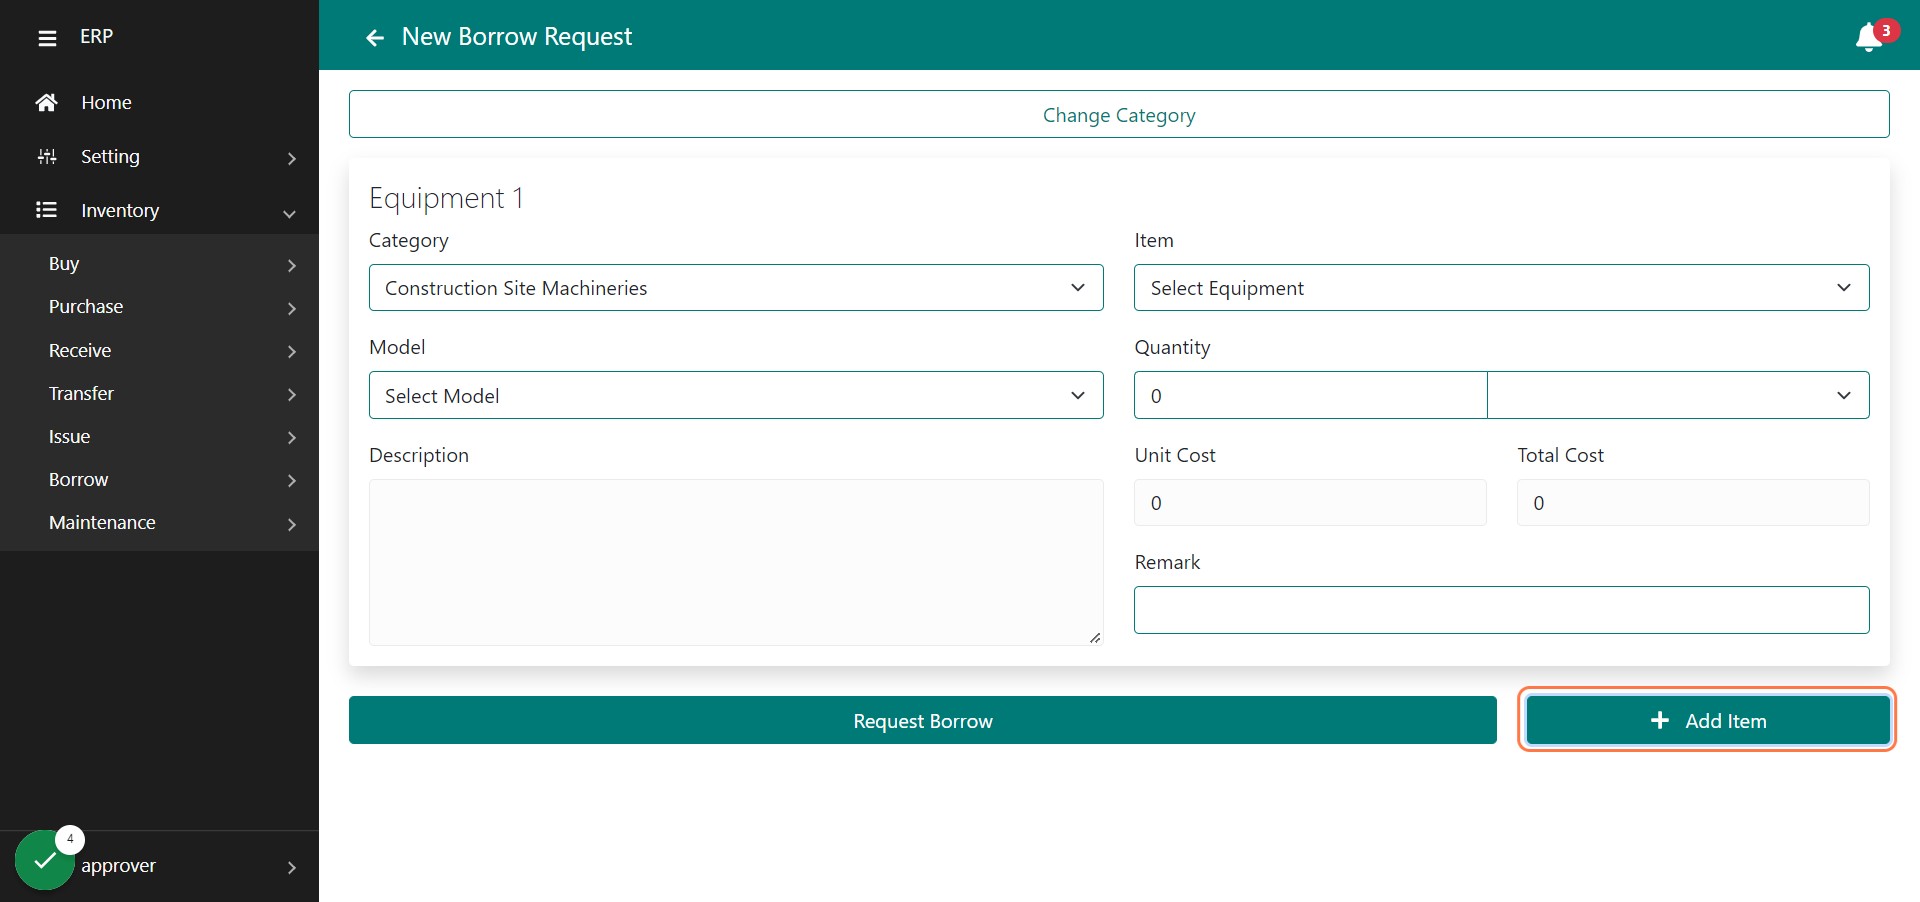 ERP
New Borrow Request
3
Home
Setting
Inventory
Buy
Purchase
Receive
Transfer
Issue
Borrow
Maintenance
4
approver
Change Category
Equipment 1
Category
Item
Construction Site Machineries
Select Equipment
Model
Quantity
Select Model
0
Description
Unit Cost
Total Cost
0
0
Remark
Request Borrow
Add Item